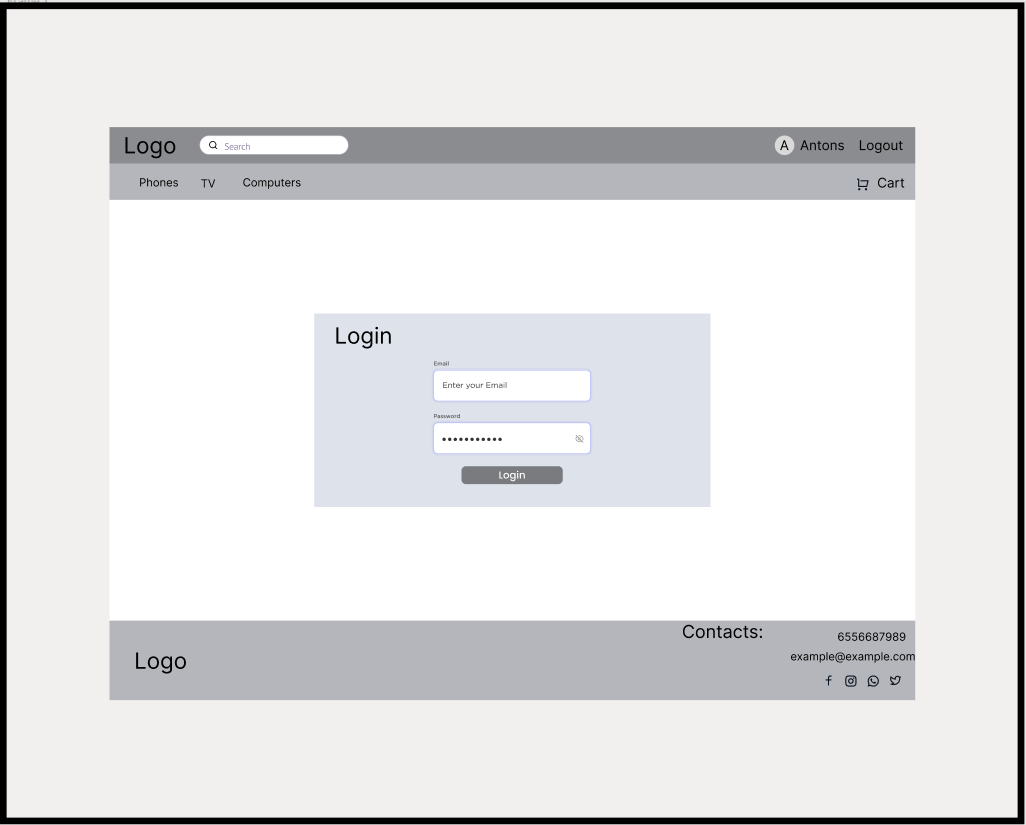 Logo
Search
A Antons Logout
Phones TV Computers
Cart
Login
Email
Enter your Email
Password
Login
Logo
Contacts:
6556687989
example@example.com